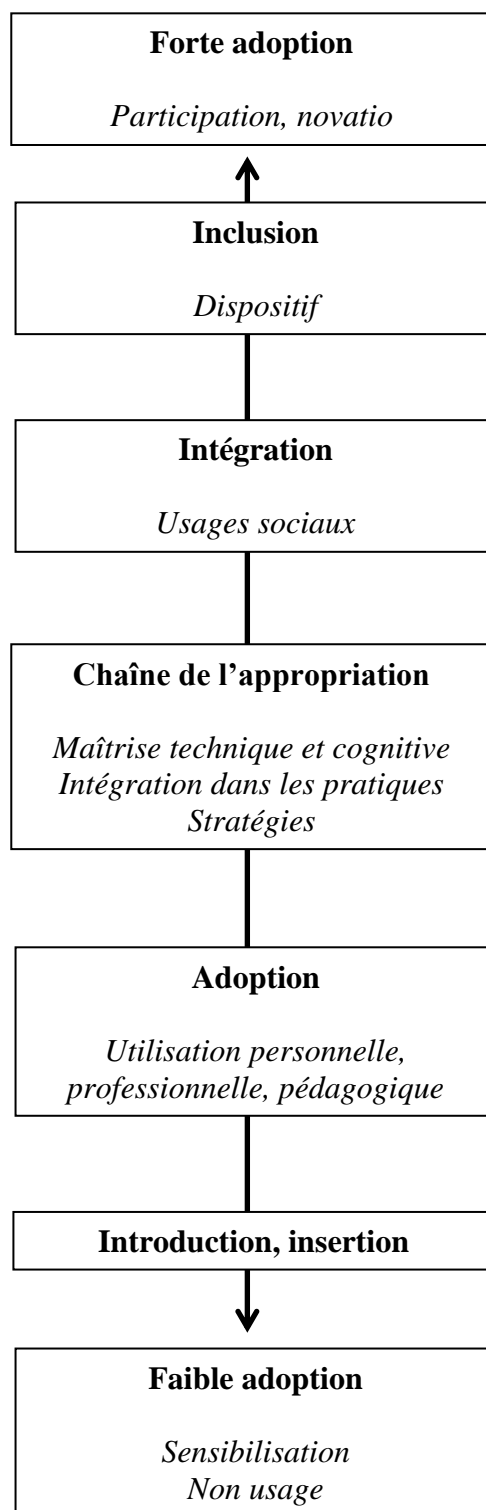 Forte adoption
Participation, novatio
Inclusion
Dispositif
Intégration
Usages sociaux
Chaîne de l’appropriation
Maîtrise technique et cognitive
Intégration dans les pratiques
Stratégies
Adoption
Utilisation personnelle,
professionnelle, pédagogique
Introduction, insertion
Faible adoption
Sensibilisation
Non usage